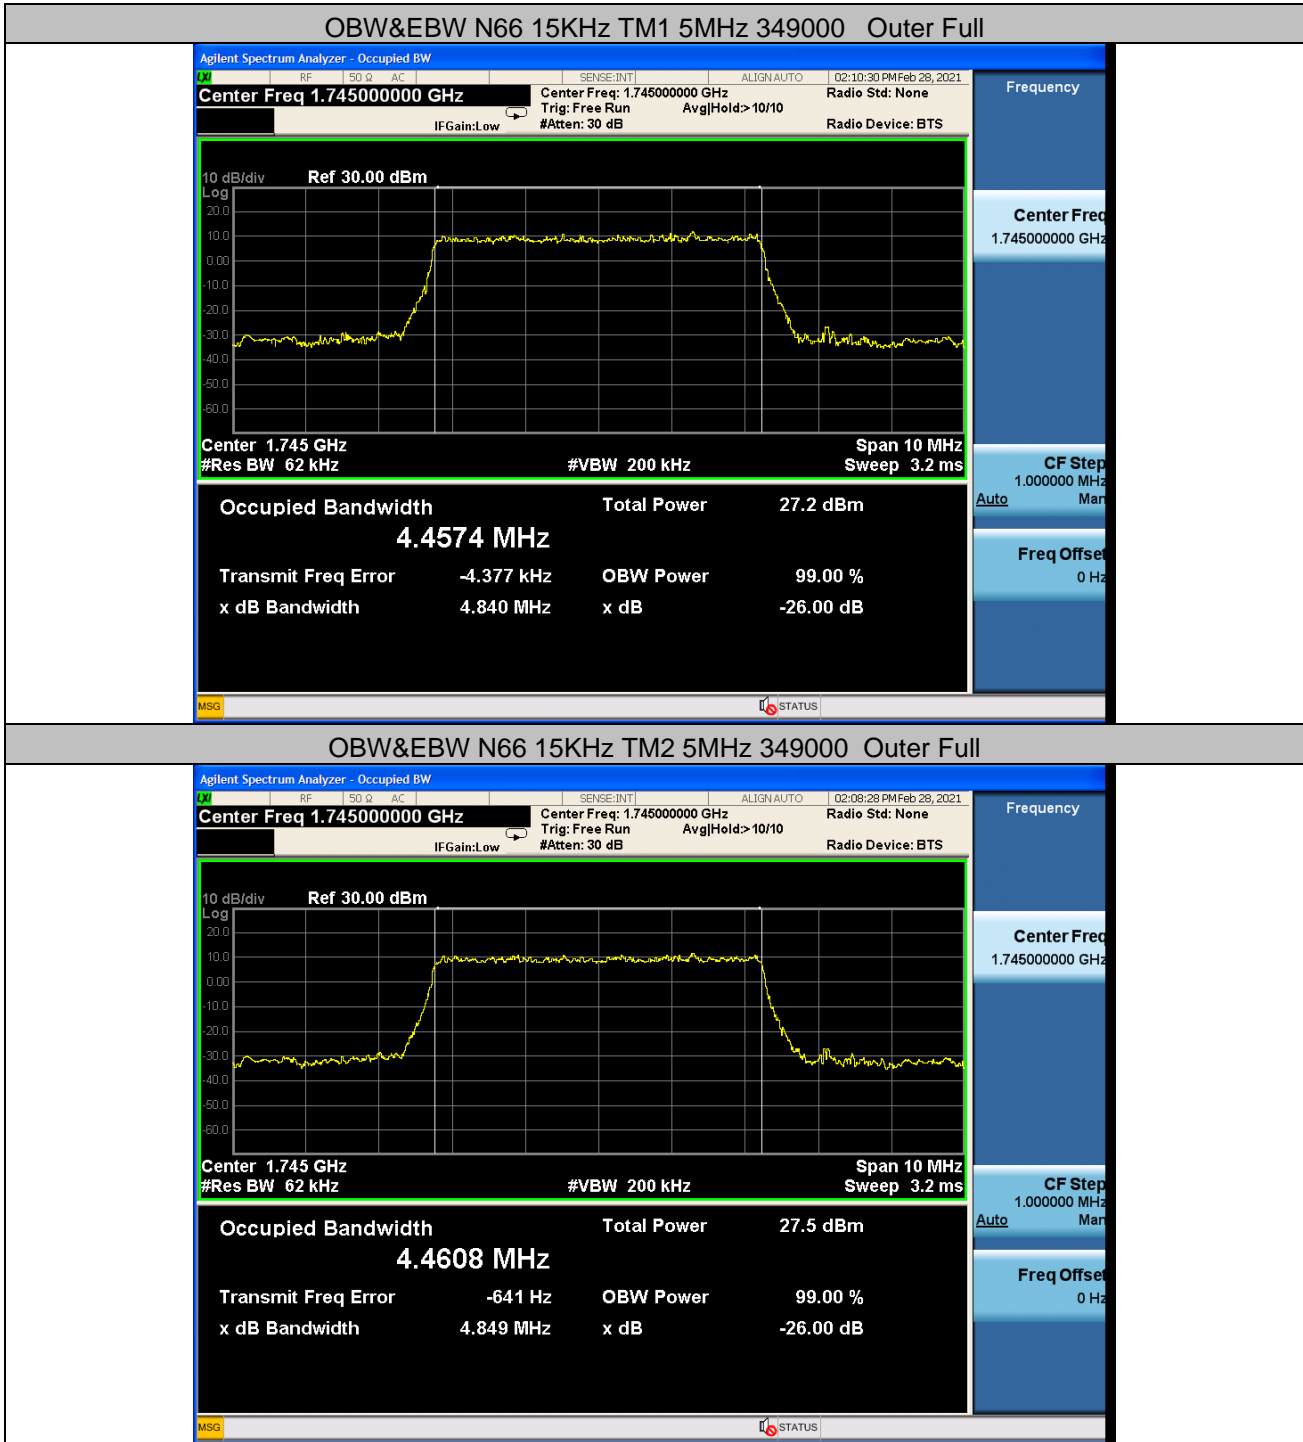 OBW&EBW N66 15KHz TM1 5MHz 349000 Outer Full
Agilent Spectrum Analyzer - Occupied BW
LXI RF 50 Ω AC SENSE:INT ALIGN AUTO 02:10:30 PM Feb 28, 2021
Center Freq 1.745000000 GHz
Center Freq: 1.745000000 GHz Radio Std: None
Trig: Free Run Avg|Hold:> 10/10
IFGain:Low #Atten: 30 dB Radio Device: BTS
10 dB/div Ref 30.00 dBm
Log
20.0
10.0
0.00
-10.0
-20.0
-30.0
-40.0
-50.0
-60.0
Center 1.745 GHz Span 10 MHz
#Res BW 62 kHz #VBW 200 kHz Sweep 3.2 ms
Occupied Bandwidth Total Power 27.2 dBm
4.4574 MHz
Transmit Freq Error -4.377 kHz OBW Power 99.00 %
x dB Bandwidth 4.840 MHz x dB -26.00 dB
MSG STATUS
Frequency
Center Freq
1.745000000 GHz
CF Step
1.000000 MHz
Auto Man
Freq Offset
0 Hz
OBW&EBW N66 15KHz TM2 5MHz 349000 Outer Full
Agilent Spectrum Analyzer - Occupied BW
LXI RF 50 Ω AC SENSE:INT ALIGN AUTO 02:08:28 PM Feb 28, 2021
Center Freq 1.745000000 GHz
Center Freq: 1.745000000 GHz Radio Std: None
Trig: Free Run Avg|Hold:> 10/10
IFGain:Low #Atten: 30 dB Radio Device: BTS
10 dB/div Ref 30.00 dBm
Log
20.0
10.0
0.00
-10.0
-20.0
-30.0
-40.0
-50.0
-60.0
Center 1.745 GHz Span 10 MHz
#Res BW 62 kHz #VBW 200 kHz Sweep 3.2 ms
Occupied Bandwidth Total Power 27.5 dBm
4.4608 MHz
Transmit Freq Error -641 Hz OBW Power 99.00 %
x dB Bandwidth 4.849 MHz x dB -26.00 dB
MSG STATUS
Frequency
Center Freq
1.745000000 GHz
CF Step
1.000000 MHz
Auto Man
Freq Offset
0 Hz